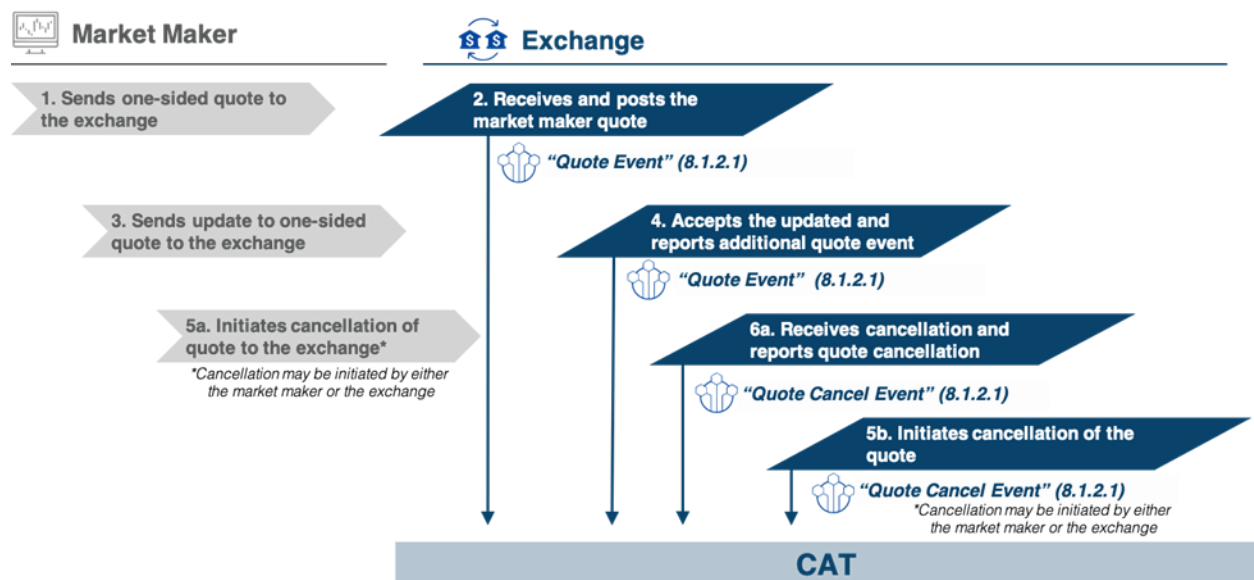 Market Maker
Exchange
1. Sends one-sided quote to
the exchange
2. Receives and posts the
market maker quote
“Quote Event” (8.1.2.1)
3. Sends update to one-sided
quote to the exchange
4. Accepts the updated and
reports additional quote event
“Quote Event” (8.1.2.1)
5a. Initiates cancellation of
quote to the exchange*
*Cancellation may be initiated by either
the market maker or the exchange
6a. Receives cancellation and
reports quote cancellation
“Quote Cancel Event” (8.1.2.1)
5b. Initiates cancellation of the
quote
“Quote Cancel Event” (8.1.2.1)
*Cancellation may be initiated by either
the market maker or the exchange
CAT